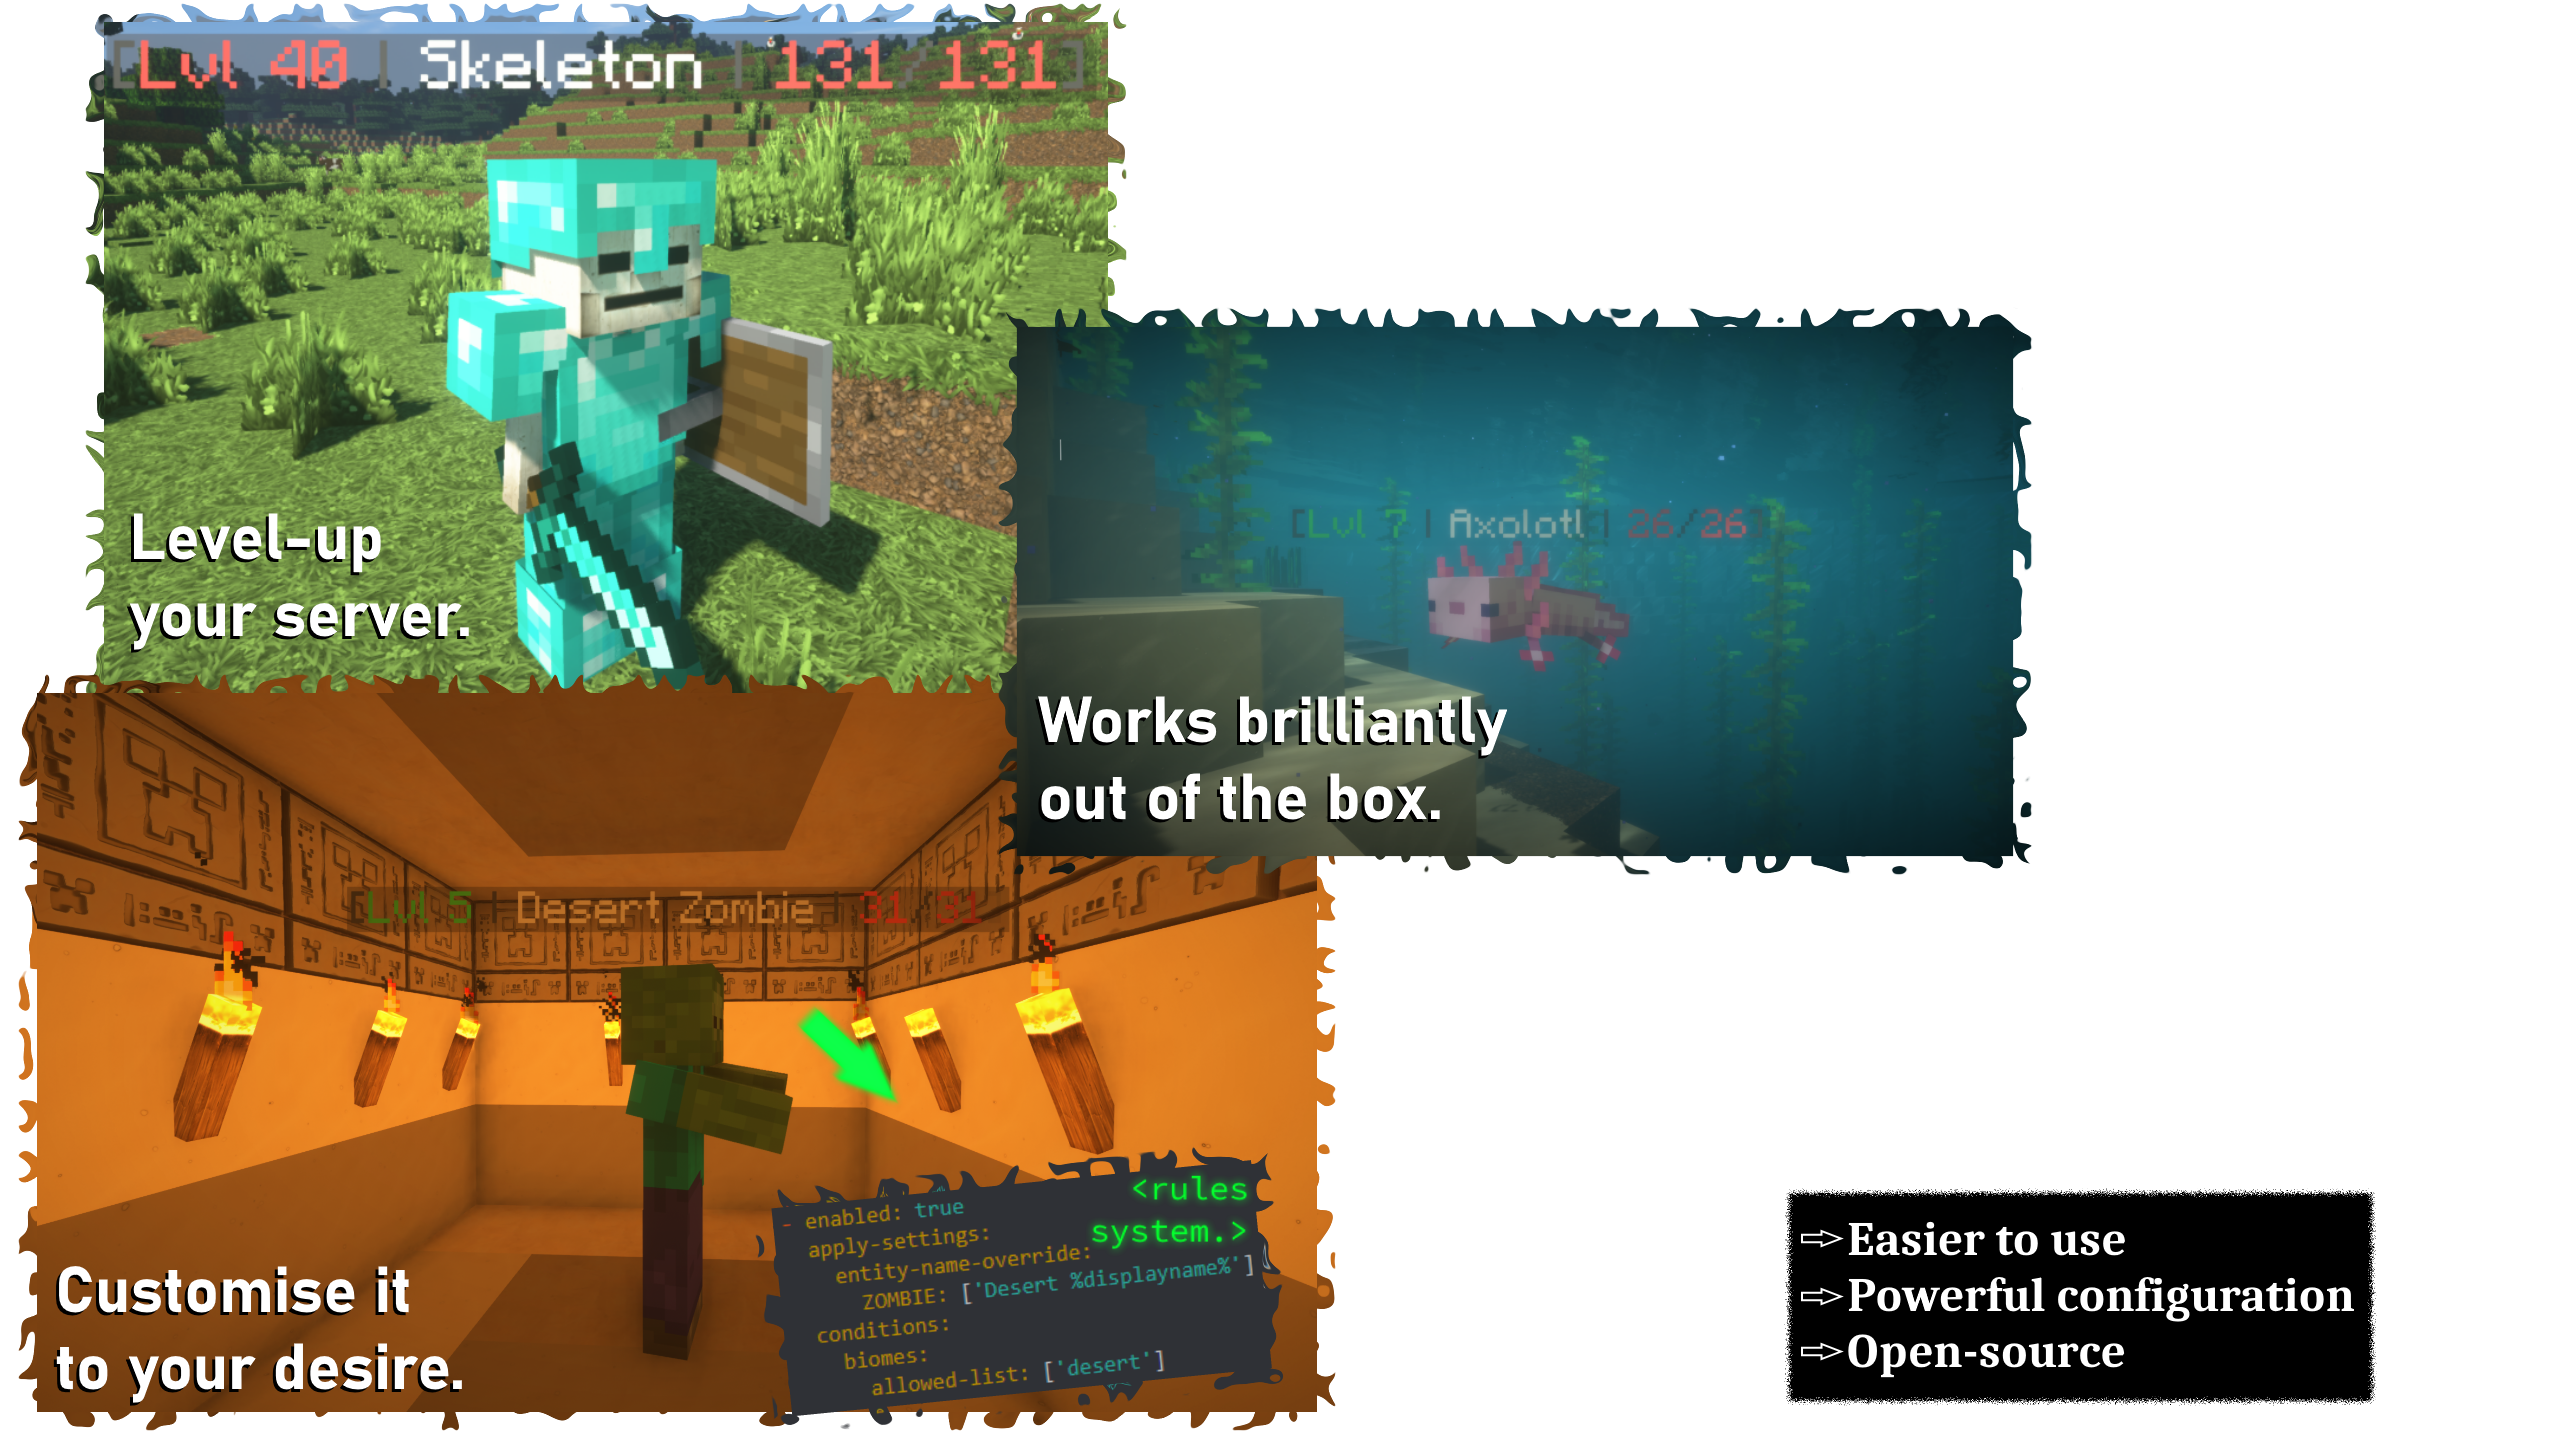 [Lvl 40 | Skeleton | 131/131]
Level-up
your server.
[Lvl 7 | Axolotl | 26/26]
Works brilliantly
out of the box.
[Lvl 5 | Desert Zombie | 31/31]
Customise it
to your desire.
<rules
system.>
- enabled: true
apply-settings:
entity-name-override:
ZOMBIE: ['Desert %displayname%']
conditions:
biomes:
allowed-list: ['desert']
⇨Easier to use
⇨Powerful configuration
⇨Open-source